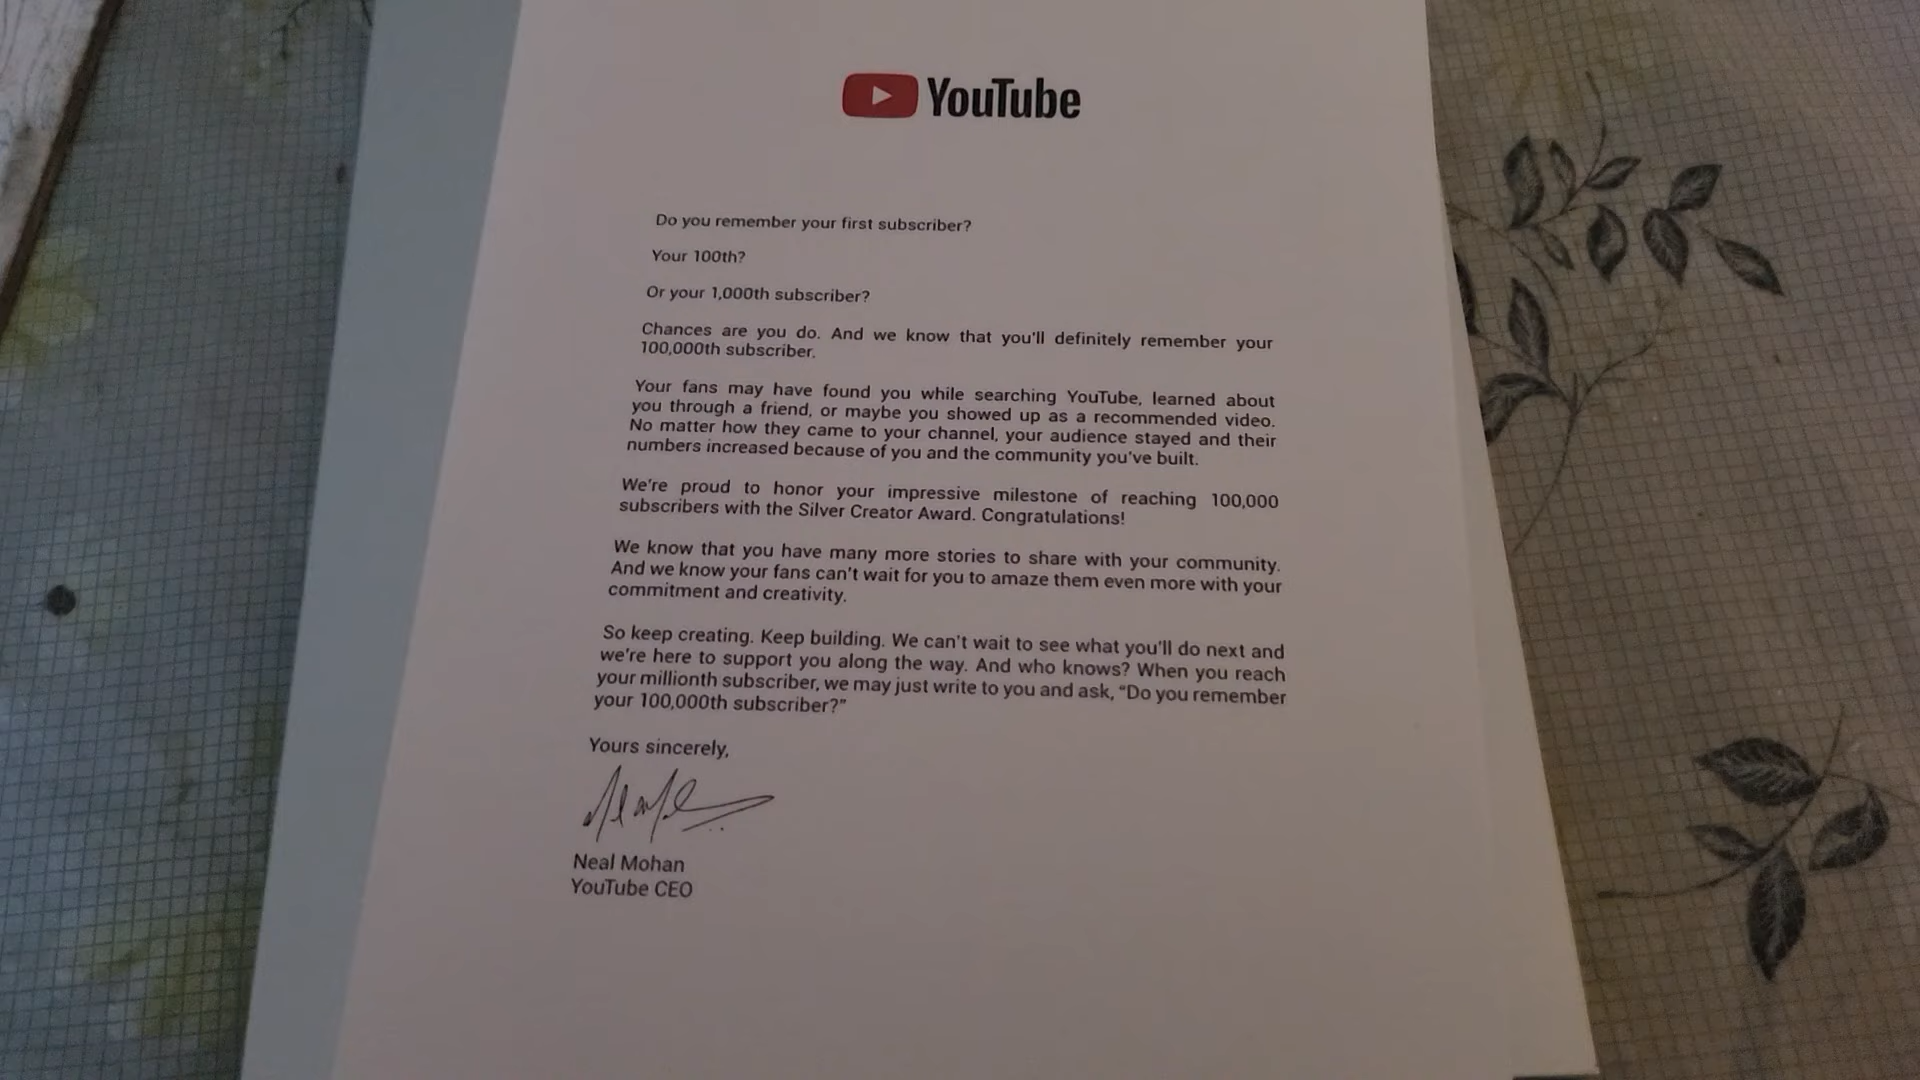 YouTube
Do you remember your first subscriber?
Your 100th?
Or your 1,000th subscriber?
Chances are you do. And we know that you'll definitely remember your
100,000th subscriber.
Your fans may have found you while searching YouTube, learned about
you through a friend, or maybe you showed up as a recommended video.
No matter how they came to your channel, your audience stayed and their
numbers increased because of you and the community you've built.
We're proud to honor your impressive milestone of reaching 100,000
subscribers with the Silver Creator Award. Congratulations!
We know that you have many more stories to share with your community.
And we know your fans can't wait for you to amaze them even more with your
commitment and creativity.
So keep creating. Keep building. We can't wait to see what you'll do next and
we're here to support you along the way. And who knows? When you reach
your millionth subscriber, we may just write to you and ask, “Do you remember
your 100,000th subscriber?”
Yours sincerely,
Neal Mohan
YouTube CEO